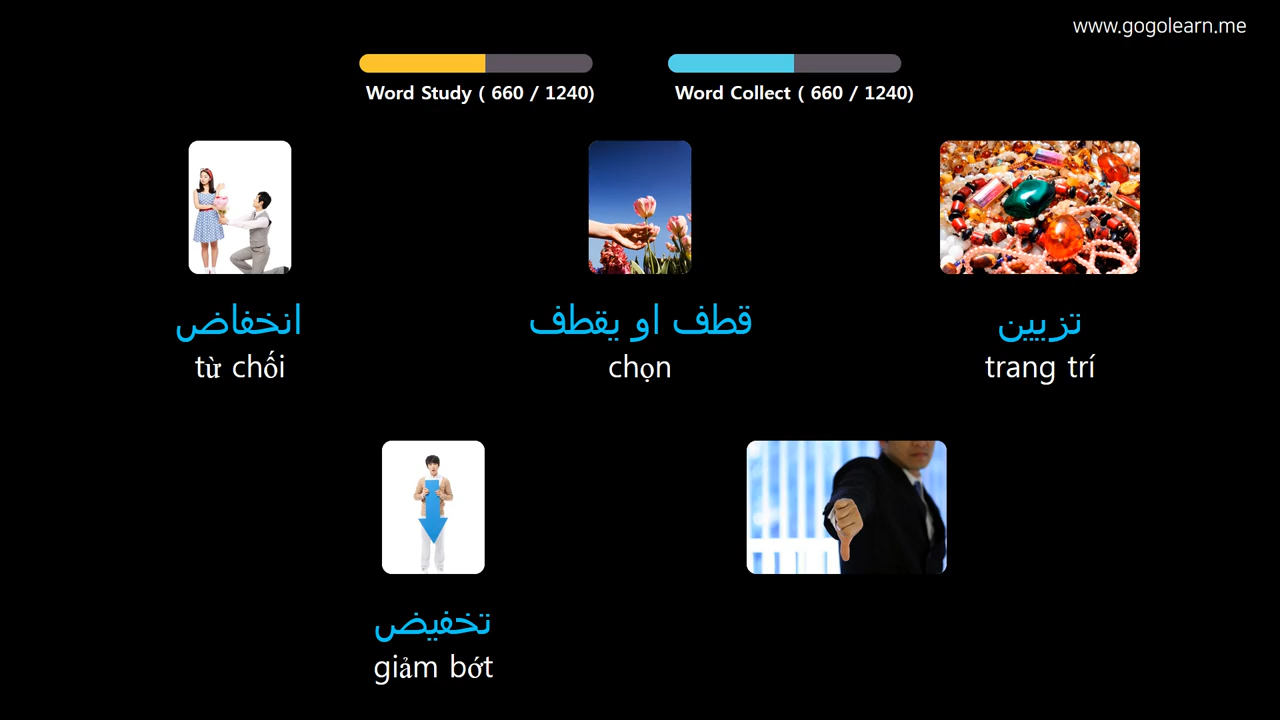 www.gogolearn.me
Word Study ( 660 / 1240)
Word Collect ( 660 / 1240)
انخفاض
từ chối
قطف او يقطف
chọn
تزيين
trang trí
تخفيض
giảm bớt